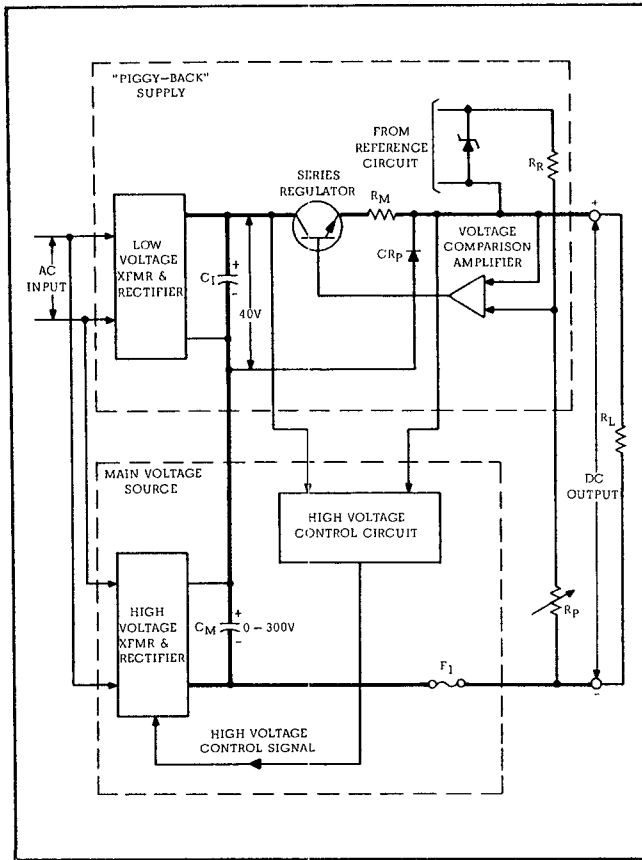 "PIGGY-BACK"
SUPPLY
FROM
REFERENCE
CIRCUIT
RR
SERIES
REGULATOR
RM
+
LOW
VOLTAGE
XFMR &
RECTIFIER
AC
INPUT
+
CI
-
40V
CRP
VOLTAGE
COMPARISON
AMPLIFIER
RL
DC
OUTPUT
MAIN VOLTAGE
SOURCE
HIGH VOLTAGE
CONTROL CIRCUIT
HIGH
VOLTAGE
XFMR &
RECTIFIER
+
CM 0-300V
-
RP
F1
-
HIGH VOLTAGE
CONTROL SIGNAL